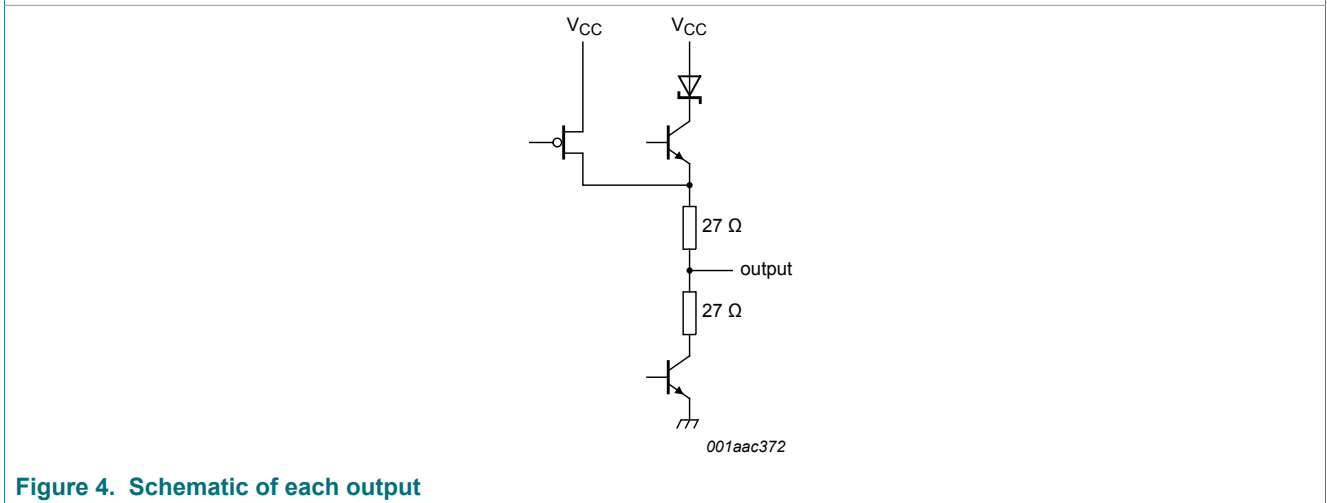 VCC VCC
27 Ω
output
27 Ω
001aac372
Figure 4. Schematic of each output